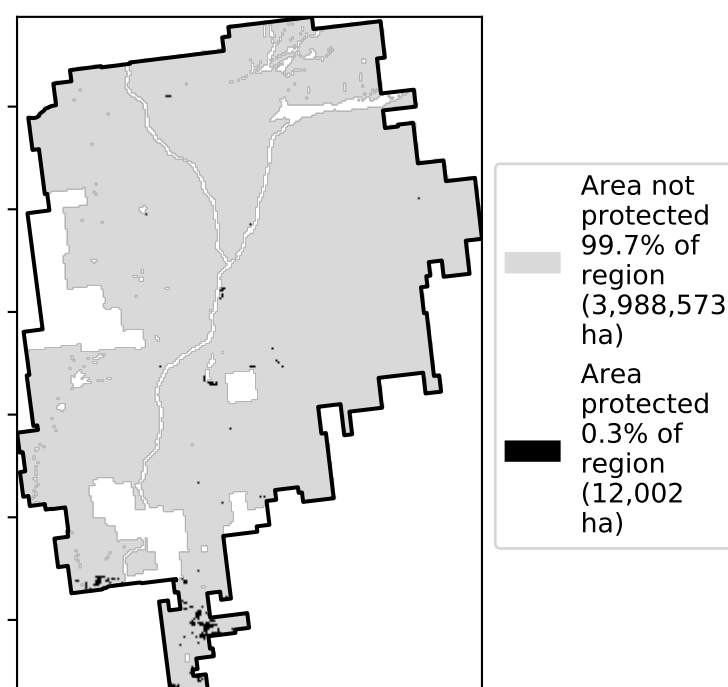 Area not
protected
99.7% of
region
(3,988,573
ha)
Area
protected
0.3% of
region
(12,002
ha)